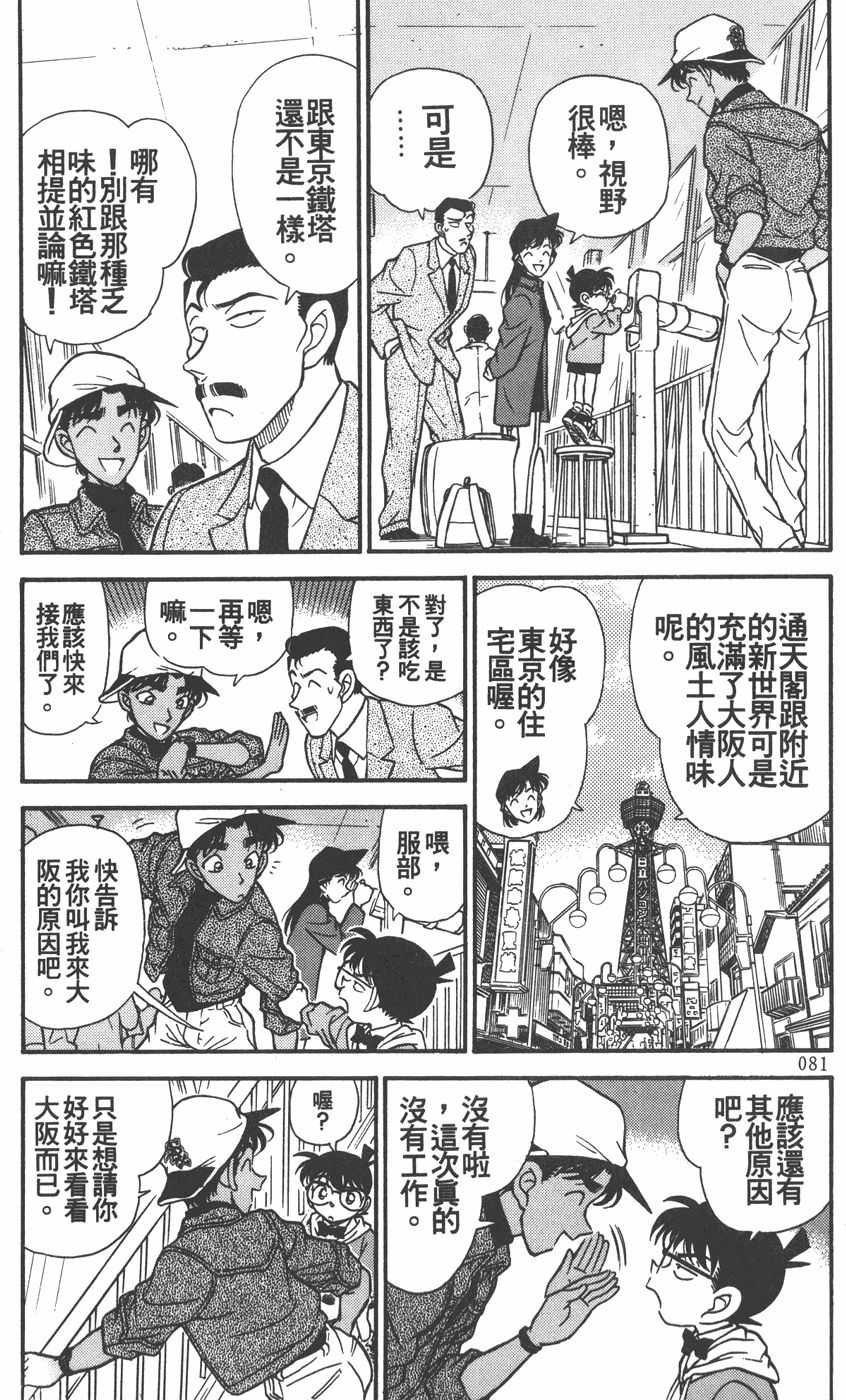 嗯，視野
很棒。
可是
……
跟東京鐵塔
還不是一樣。
哪有
！別跟那種乏
味的紅色鐵塔
相提並論嘛！
通天閣跟附近
的新世界可是
充滿了大阪人
的風土人情味
呢。
好像
東京的住
宅區喔。
日立パソコン
對了，是
不是該吃
東西了？
嗯，
再等
一下
嘛。
應該快來
接我們了。
喂，
服部。
快告訴
我你叫我來大
阪的原因吧。
081
應該還有
其他原因
吧？
沒有啦
，這次真的
沒有工作。
喔？
只是想請你
好好來看看
大阪而已。